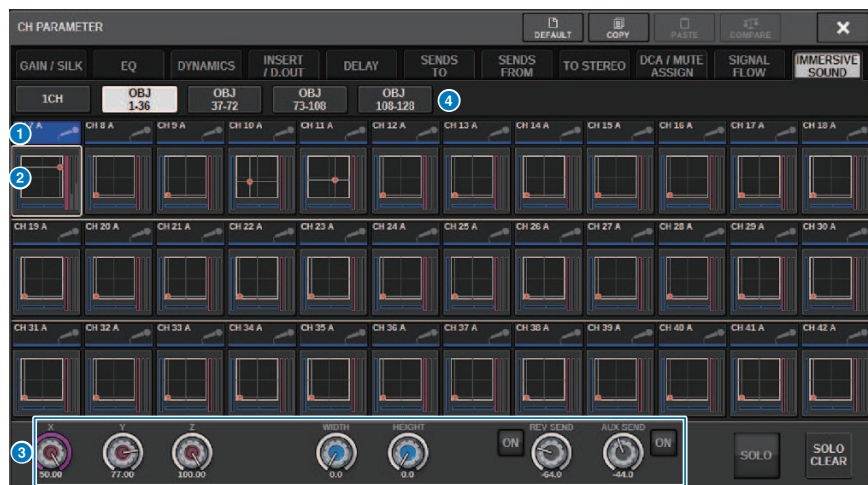 CH PARAMETER
DEFAULT COPY PASTE COMPARE
GAIN / SILK EQ DYNAMICS INSERT / D.OUT DELAY SENDS TO SENDS FROM TO STEREO DCA / MUTE ASSIGN SIGNAL FLOW IMMERSIVE SOUND
1CH OBJ 1-36 OBJ 37-72 OBJ 73-108 OBJ 108-128 4
1 7 A CH 8 A CH 9 A CH 10 A CH 11 A CH 12 A CH 13 A CH 14 A CH 15 A CH 16 A CH 17 A CH 18 A
2
CH 19 A CH 20 A CH 21 A CH 22 A CH 23 A CH 24 A CH 25 A CH 26 A CH 27 A CH 28 A CH 29 A CH 30 A
CH 31 A CH 32 A CH 33 A CH 34 A CH 35 A CH 36 A CH 37 A CH 38 A CH 39 A CH 40 A CH 41 A CH 42 A
X Y Z WIDTH HEIGHT REV SEND AUX SEND
3 ON ON SOLO SOLO CLEAR
50.00 77.00 100.00 0.0 0.0 -64.0 -44.0